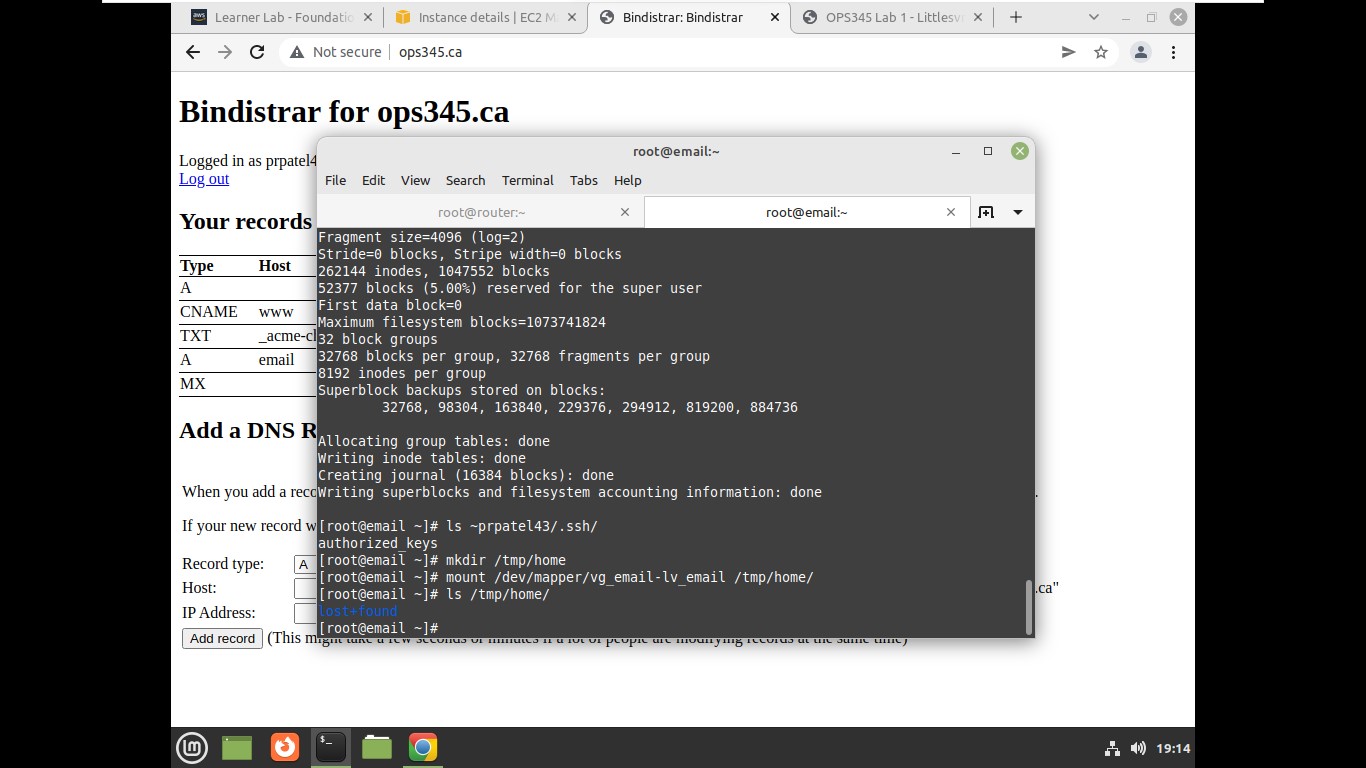 Learner Lab - Foundatio
Instance details | EC2 M
Bindistrar: Bindistrar
OPS345 Lab 1 - Littlesv
Not secure
ops345.ca
Bindistrar for ops345.ca
Logged in as prpatel4
Log out
Your records
Type Host
A
CNAME www
TXT _acme-cl
A email
MX
Add a DNS R
When you add a reco
If your new record w
Record type: A
Host:
.ca"
IP Address:
Add record (This might take a few seconds or minutes if a lot of people are modifying records at the same time)
root@email:~
File Edit View Search Terminal Tabs Help
root@router:~
root@email:~
Fragment size=4096 (log=2)
Stride=0 blocks, Stripe width=0 blocks
262144 inodes, 1047552 blocks
52377 blocks (5.00%) reserved for the super user
First data block=0
Maximum filesystem blocks=1073741824
32 block groups
32768 blocks per group, 32768 fragments per group
8192 inodes per group
Superblock backups stored on blocks:
32768, 98304, 163840, 229376, 294912, 819200, 884736
Allocating group tables: done
Writing inode tables: done
Creating journal (16384 blocks): done
Writing superblocks and filesystem accounting information: done
[root@email ~]# ls ~prpatel43/.ssh/
authorized_keys
[root@email ~]# mkdir /tmp/home
[root@email ~]# mount /dev/mapper/vg_email-lv_email /tmp/home/
[root@email ~]# ls /tmp/home/
lost+found
[root@email ~]#
19:14